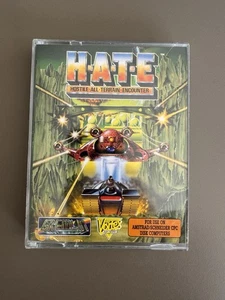 H·A·T·E
HOSTILE ALL TERRAIN ENCOUNTER
Vortex
FOR USE ON
AMSTRAD/SCHNEIDER CPC
DISK COMPUTERS